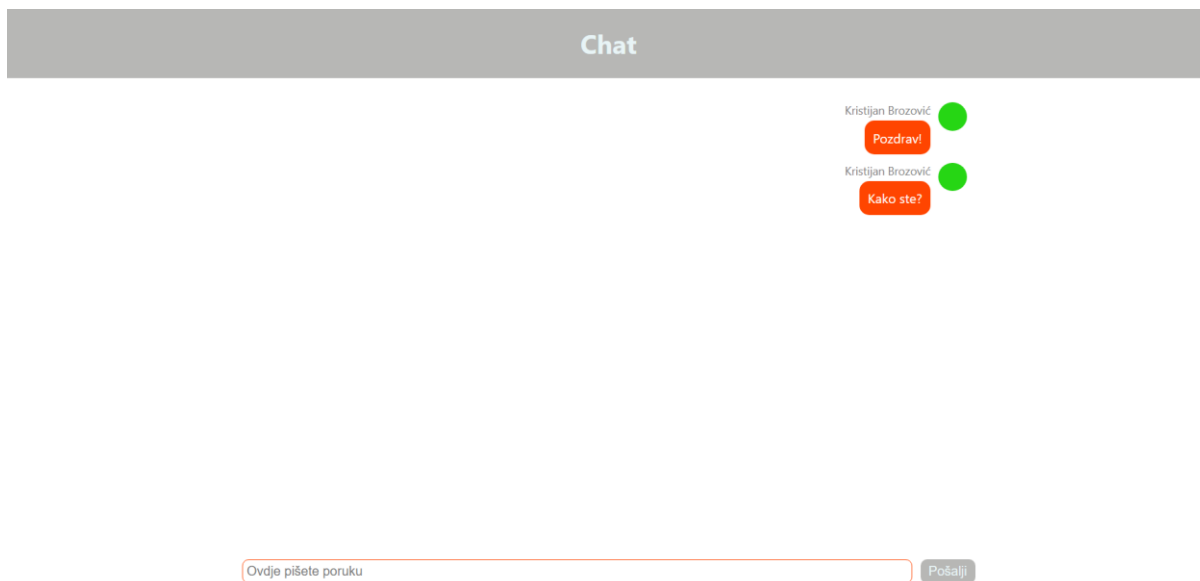 Chat
Kristijan Brozović
Pozdrav!
Kristijan Brozović
Kako ste?
Ovdje pišete poruku
Pošalji